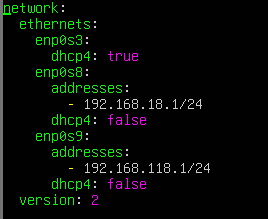 network:
  ethernets:
    enp0s3:
      dhcp4: true
    enp0s8:
      addresses:
        - 192.168.18.1/24
      dhcp4: false
    enp0s9:
      addresses:
        - 192.168.118.1/24
      dhcp4: false
  version: 2